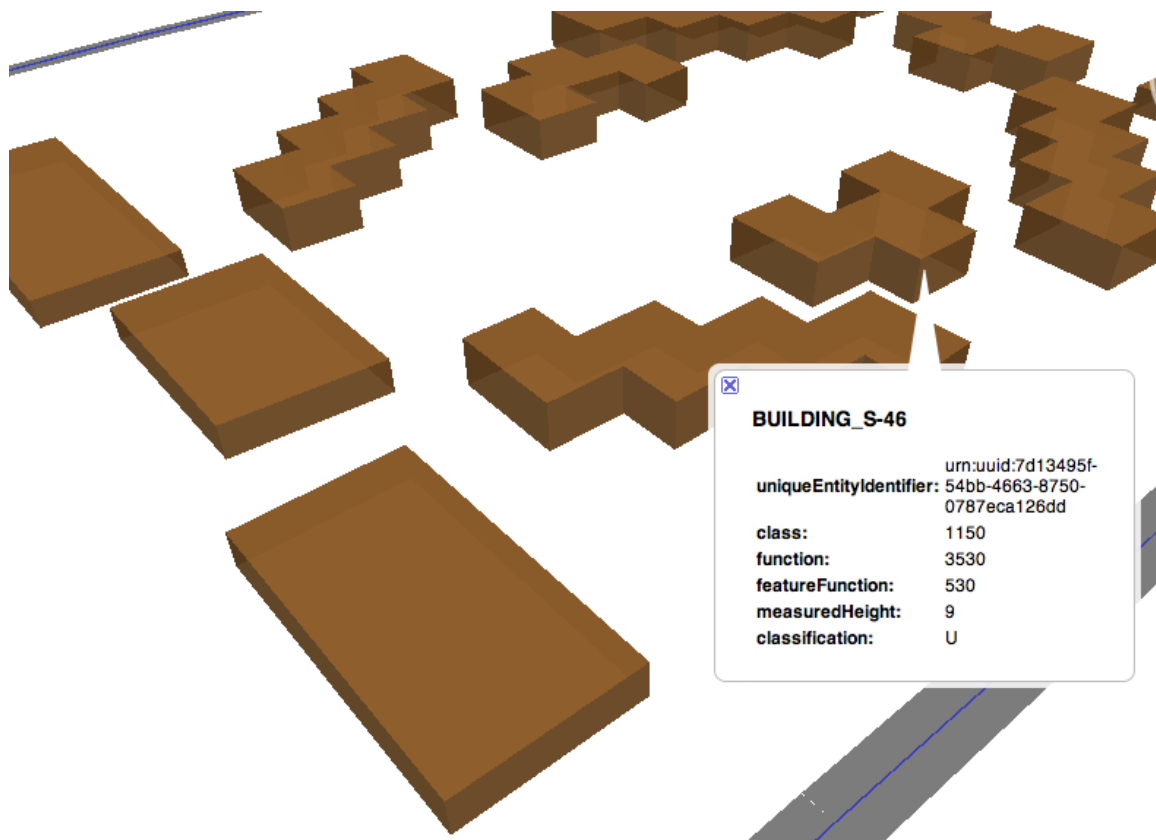 BUILDING_S-46
urn:uuid:7d13495f-
uniqueEntityIdentifier: 54bb-4663-8750-
0787eca126dd
class: 1150
function: 3530
featureFunction: 530
measuredHeight: 9
classification: U